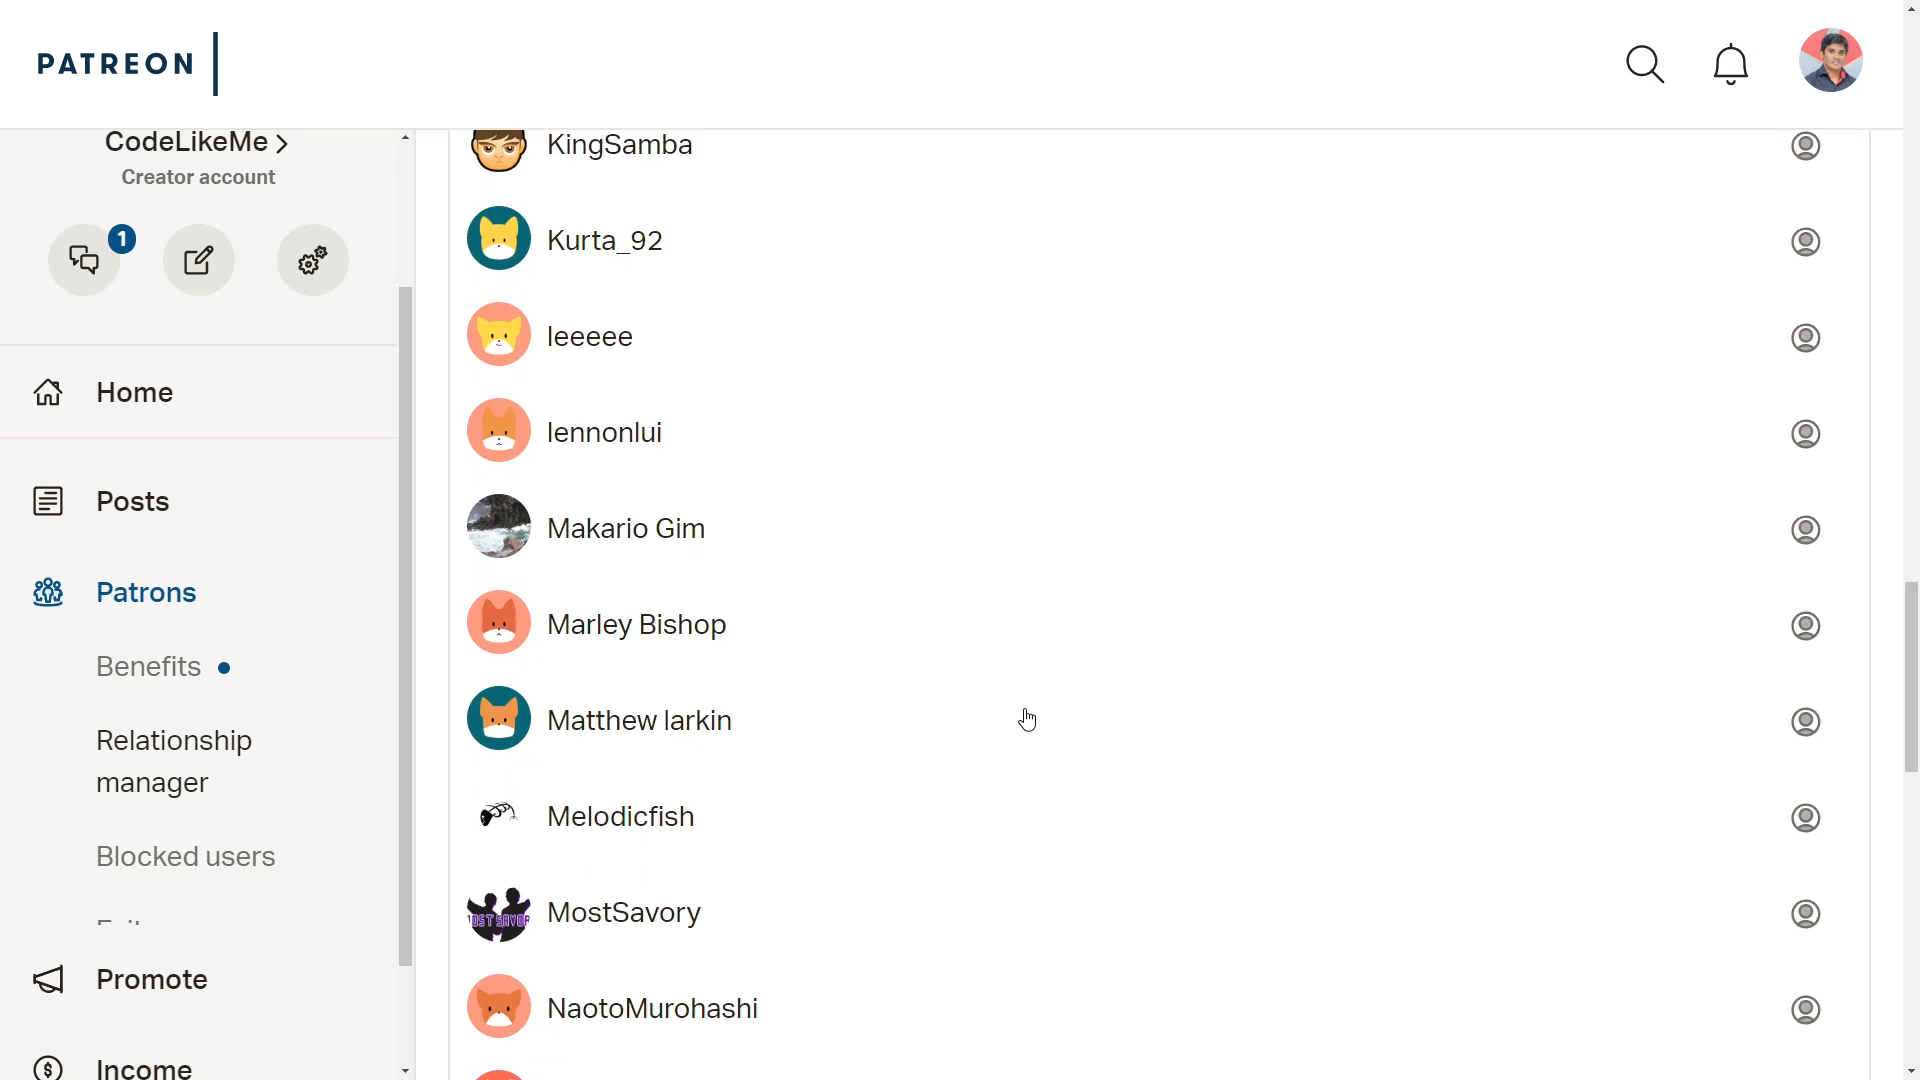 PATREON
CodeLikeMe
Creator account
1
Home
Posts
Patrons
Benefits
Relationship
manager
Blocked users
Promote
Income
KingSamba
Kurta_92
leeeee
lennonlui
Makario Gim
Marley Bishop
Matthew larkin
Melodicfish
MostSavory
NaotoMurohashi